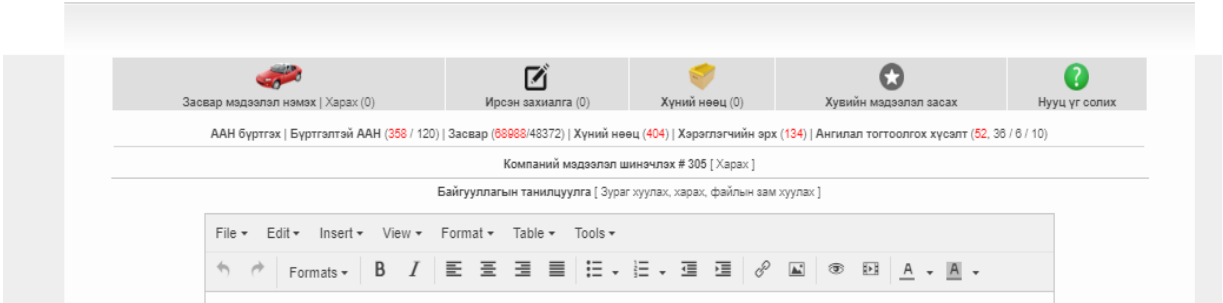 Засвар мэдээлэл нэмэх | Харах (0) Ирсэн захиалга (0) Хүний нөөц (0) Хувийн мэдээлэл засах Нууц үг солих
ААН бүртгэх | Бүртгэлтэй ААН (358 / 120) | Засвар (68988/48372) | Хүний нөөц (404) | Хэрэглэгчийн эрх (134) | Ангилал тогтоолгох хүсэлт (52, 36 / 6 / 10)
Компаний мэдээлэл шинэчлэх # 305 [ Харах ]
Байгууллагын танилцуулга [ Зураг хуулах, харах, файлын зам хуулах ]
File Edit Insert View Format Table Tools
Formats B I A A